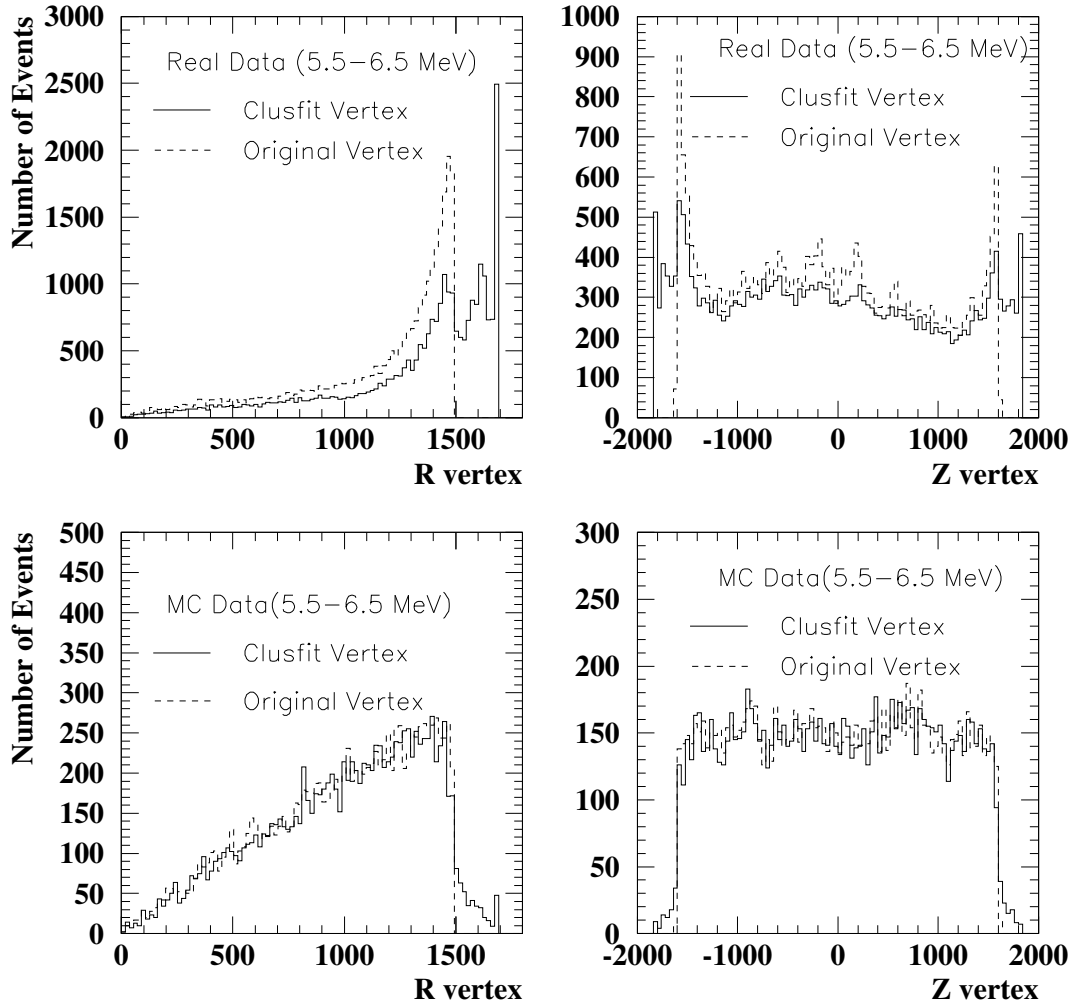 Number of Events
3000
2500
2000
1500
1000
500
0
Real Data (5.5−6.5 MeV)
Clusfit Vertex
Original Vertex
0 500 1000 1500
R vertex
1000
900
800
700
600
500
400
300
200
100
0
Real Data (5.5−6.5 MeV)
Clusfit Vertex
Original Vertex
-2000 -1000 0 1000 2000
Z vertex
Number of Events
500
450
400
350
300
250
200
150
100
50
0
MC Data(5.5−6.5 MeV)
Clusfit Vertex
Original Vertex
0 500 1000 1500
R vertex
300
250
200
150
100
50
0
MC Data(5.5−6.5 MeV)
Clusfit Vertex
Original Vertex
-2000 -1000 0 1000 2000
Z vertex